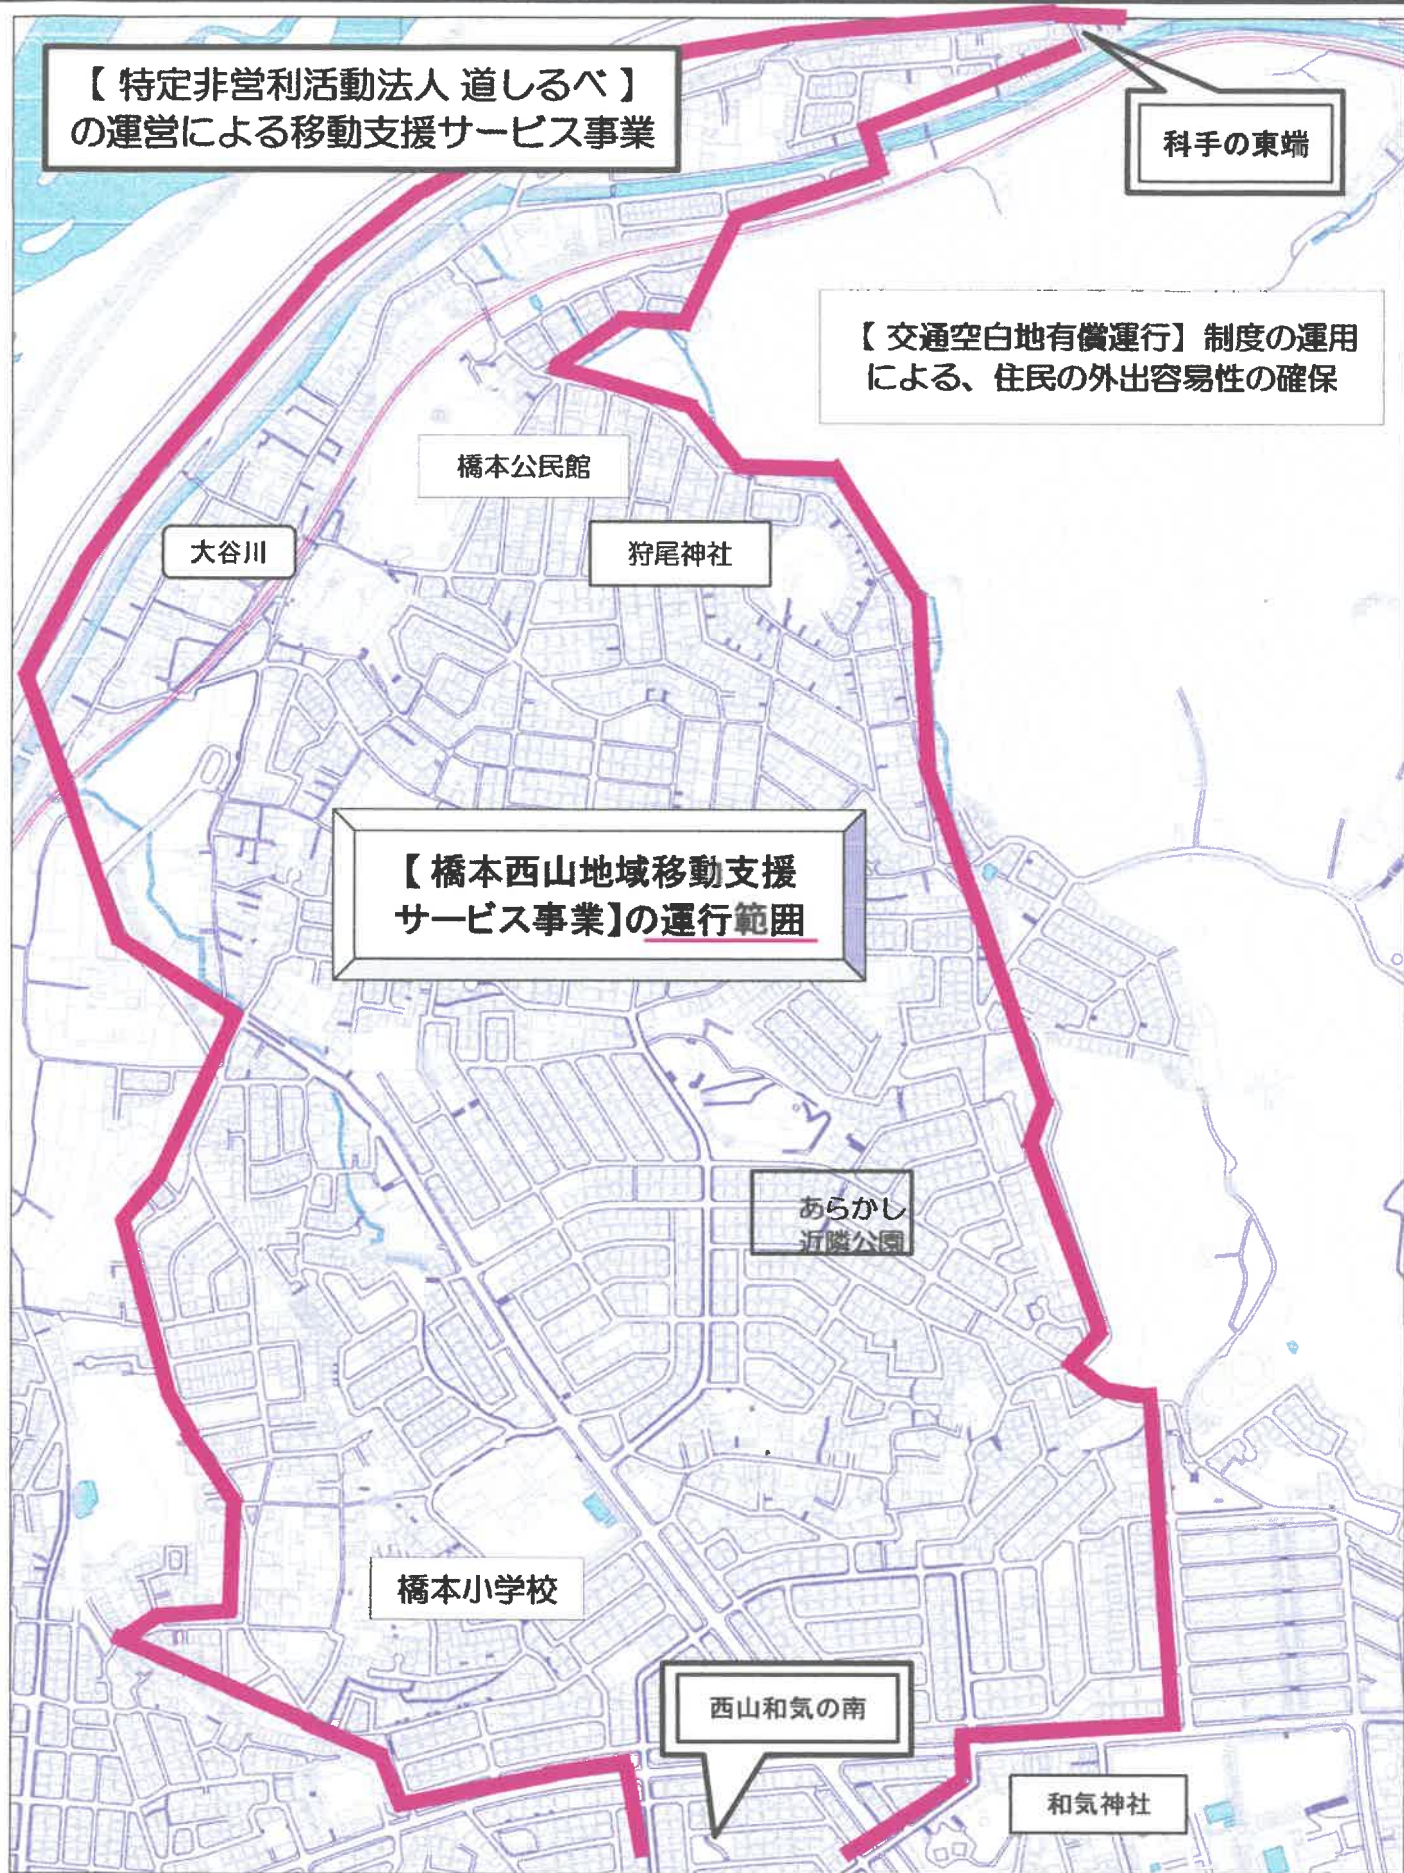 【 特定非営利活動法人 道しるべ 】
の運営による移動支援サービス事業
科手の東端
【 交通空白地有償運行】 制度の運用
による、住民の外出容易性の確保
橋本公民館
大谷川
狩尾神社
【 橋本西山地域移動支援
サービス事業】の運行範囲
あらかし
近隣公園
橋本小学校
西山和気の南
和気神社